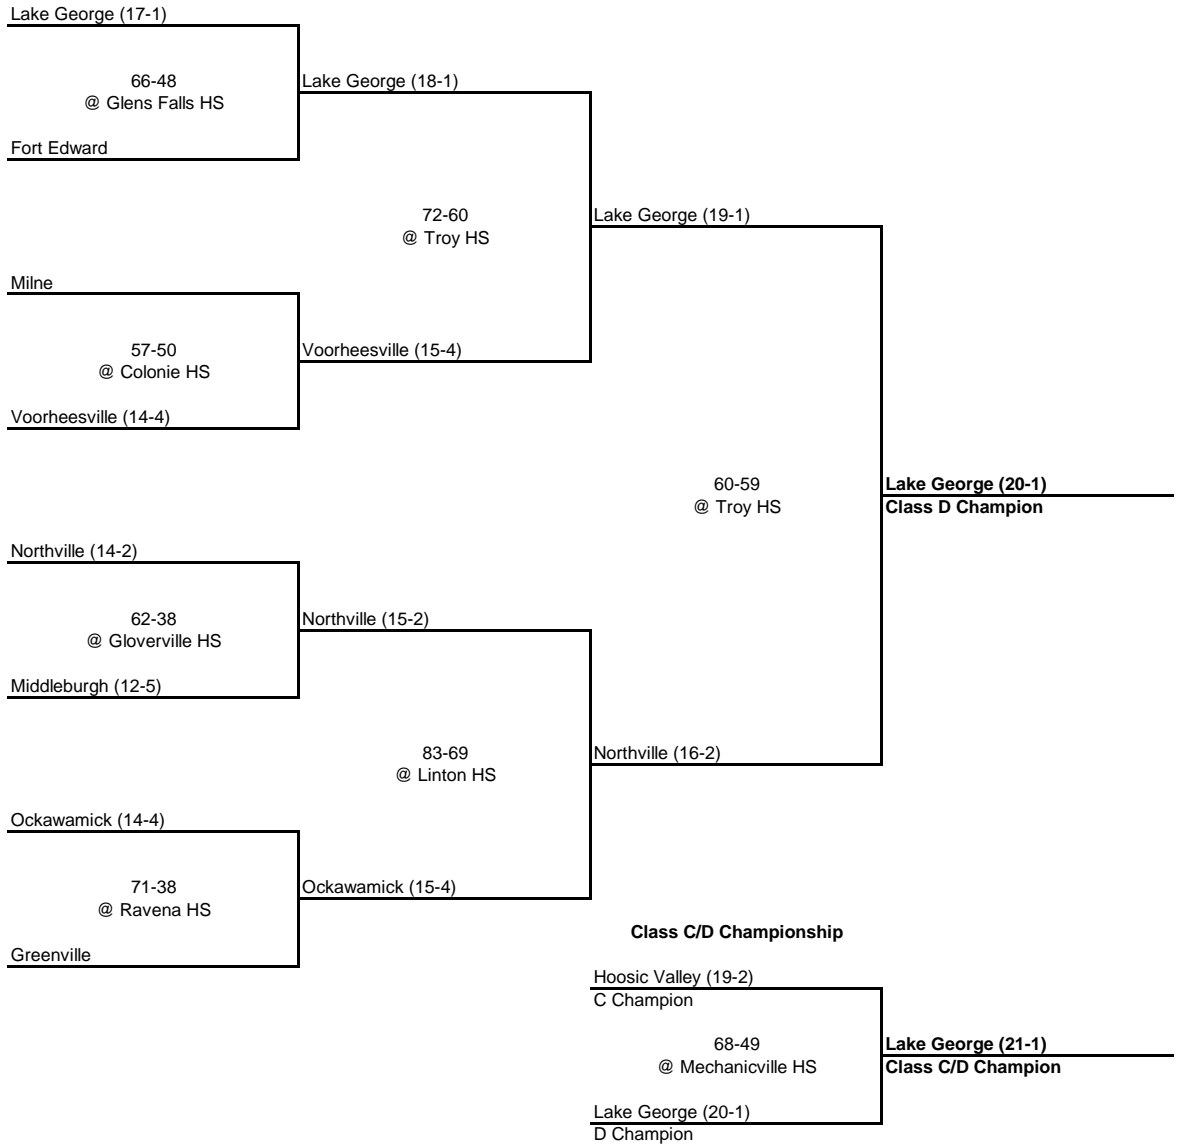 Lake George (17-1)
66-48
@ Glens Falls HS
Lake George (18-1)
Fort Edward
72-60
@ Troy HS
Lake George (19-1)
Milne
57-50
@ Colonie HS
Voorheesville (15-4)
Voorheesville (14-4)
60-59
@ Troy HS
Lake George (20-1)
Class D Champion
Northville (14-2)
62-38
@ Gloverville HS
Northville (15-2)
Middleburgh (12-5)
83-69
@ Linton HS
Northville (16-2)
Ockawamick (14-4)
71-38
@ Ravena HS
Ockawamick (15-4)
Greenville
Class C/D Championship
Hoosic Valley (19-2)
C Champion
68-49
@ Mechanicville HS
Lake George (21-1)
Class C/D Champion
Lake George (20-1)
D Champion